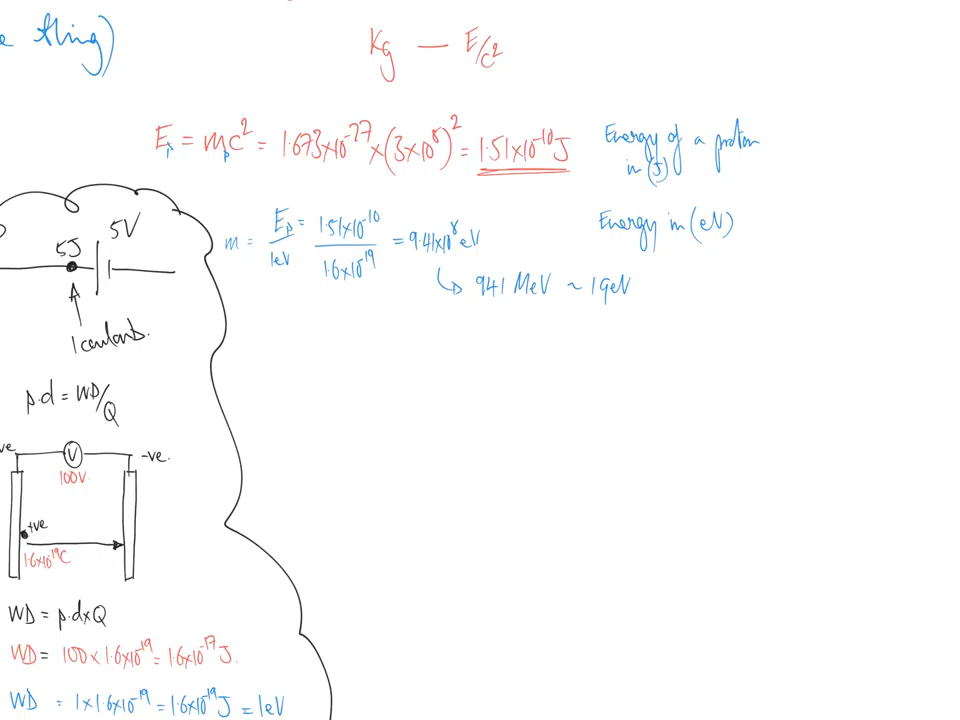 e thing)
Kg — E/c²
Eₚ = mₚc² = 1.673×10⁻²⁷ × (3×10⁸)² = 1.51×10⁻¹⁰ J
Energy of a proton
in (J)
m = Eₚ/1eV = 1.51×10⁻¹⁰/1.6×10⁻¹⁹ = 9.41×10⁸ eV
Energy in (eV)
↳ 941 MeV ~ 1GeV
5V
5J
A
1 coulomb.
p.d = WD/Q
ve
V
-ve.
100V
+ve
1.6×10⁻¹⁹C
WD = p.d×Q
WD = 100 × 1.6×10⁻¹⁹ = 1.6×10⁻¹⁷ J.
WD = 1×1.6×10⁻¹⁹ = 1.6×10⁻¹⁹ J = 1eV